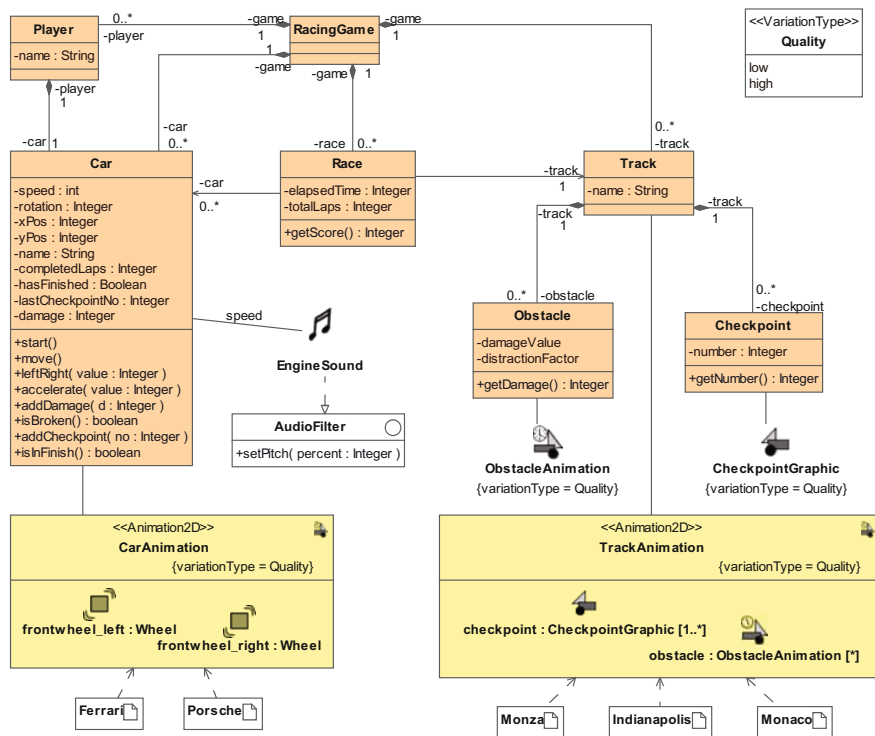 Player
-name : String
0..*
-player
-game
1
RacingGame
-game
1
1
-game
-game
1
<<VariationType>>
Quality
low
high
-player
1
-car
1
-car
0..*
-race
0..*
0..*
-track
Car
-speed : int
-rotation : Integer
-xPos : Integer
-yPos : Integer
-name : String
-completedLaps : Integer
-hasFinished : Boolean
-lastCheckpointNo : Integer
-damage : Integer
+start()
+move()
+leftRight( value : Integer )
+accelerate( value : Integer )
+addDamage( d : Integer )
+isBroken() : boolean
+addCheckpoint( no : Integer )
+isInFinish() : boolean
-car
0..*
Race
-elapsedTime : Integer
-totalLaps : Integer
+getScore() : Integer
-track
1
Track
-name : String
-track
1
-track
1
0..*
-obstacle
0..*
-checkpoint
speed
EngineSound
AudioFilter
+setPitch( percent : Integer )
Obstacle
-damageValue
-distractionFactor
+getDamage() : Integer
Checkpoint
-number : Integer
+getNumber() : Integer
ObstacleAnimation
{variationType = Quality}
CheckpointGraphic
{variationType = Quality}
<<Animation2D>>
CarAnimation
{variationType = Quality}
frontwheel_left : Wheel
frontwheel_right : Wheel
<<Animation2D>>
TrackAnimation
{variationType = Quality}
checkpoint : CheckpointGraphic [1..*]
obstacle : ObstacleAnimation [*]
Ferrari
Porsche
Monza
Indianapolis
Monaco